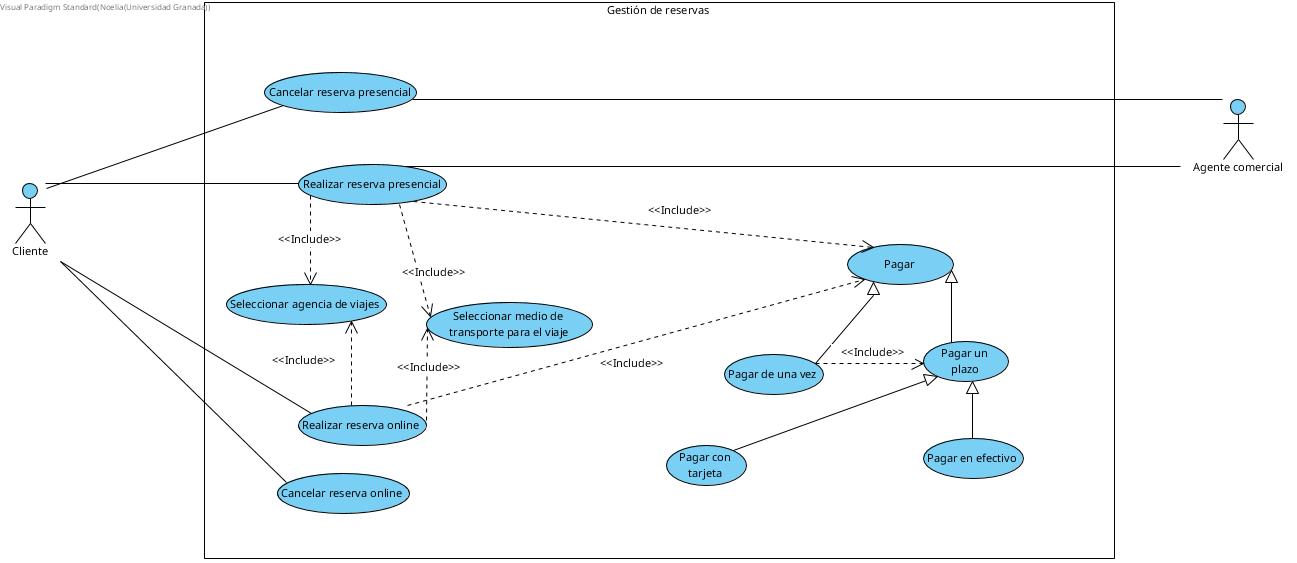 Visual Paradigm Standard(Noelia(Universidad Granada))
Gestión de reservas
Cancelar reserva presencial
Agente comercial
Realizar reserva presencial
Cliente
<<Include>>
<<Include>>
<<Include>>
Pagar
Seleccionar agencia de viajes
Seleccionar medio de
transporte para el viaje
<<Include>>
<<Include>>
<<Include>>
<<Include>>
Pagar de una vez
Pagar un
plazo
Realizar reserva online
Pagar con
tarjeta
Pagar en efectivo
Cancelar reserva online